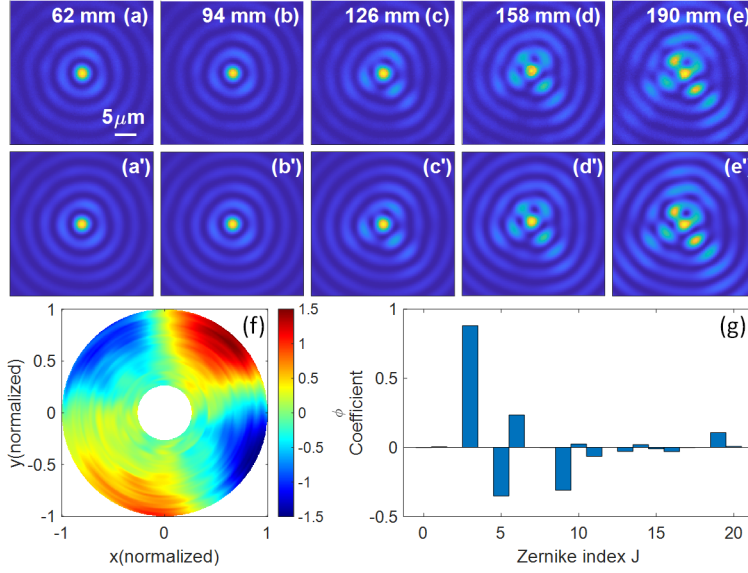 62 mm (a)
94 mm (b)
126 mm (c)
158 mm (d)
190 mm (e)
5μm
(a')
(b')
(c')
(d')
(e')
(f)
1
0.5
0
-0.5
-1
y(normalized)
-1
0
1
x(normalized)
1.5
1
0.5
0
-0.5
-1
-1.5
ϕ
(g)
1
0.5
0
-0.5
Coefficient
0
5
10
15
20
Zernike index J